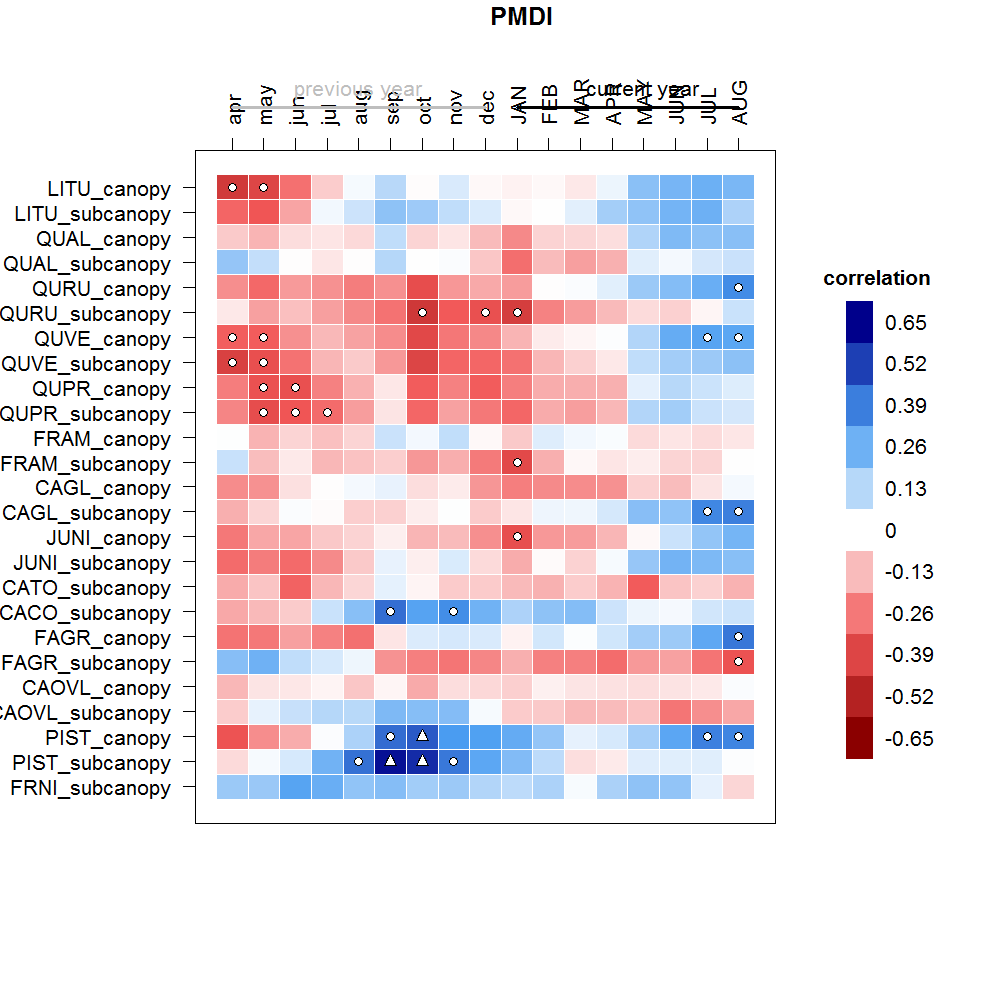 PMDI
previous year
current year
apr
may
jun
jul
aug
sep
oct
nov
dec
JAN
FEB
MAR
APR
MAY
JUN
JUL
AUG
LITU_canopy
LITU_subcanopy
QUAL_canopy
QUAL_subcanopy
QURU_canopy
QURU_subcanopy
QUVE_canopy
QUVE_subcanopy
QUPR_canopy
QUPR_subcanopy
FRAM_canopy
FRAM_subcanopy
CAGL_canopy
CAGL_subcanopy
JUNI_canopy
JUNI_subcanopy
CATO_subcanopy
CACO_subcanopy
FAGR_canopy
FAGR_subcanopy
CAOVL_canopy
CAOVL_subcanopy
PIST_canopy
PIST_subcanopy
FRNI_subcanopy
correlation
0.65
0.52
0.39
0.26
0.13
0
-0.13
-0.26
-0.39
-0.52
-0.65